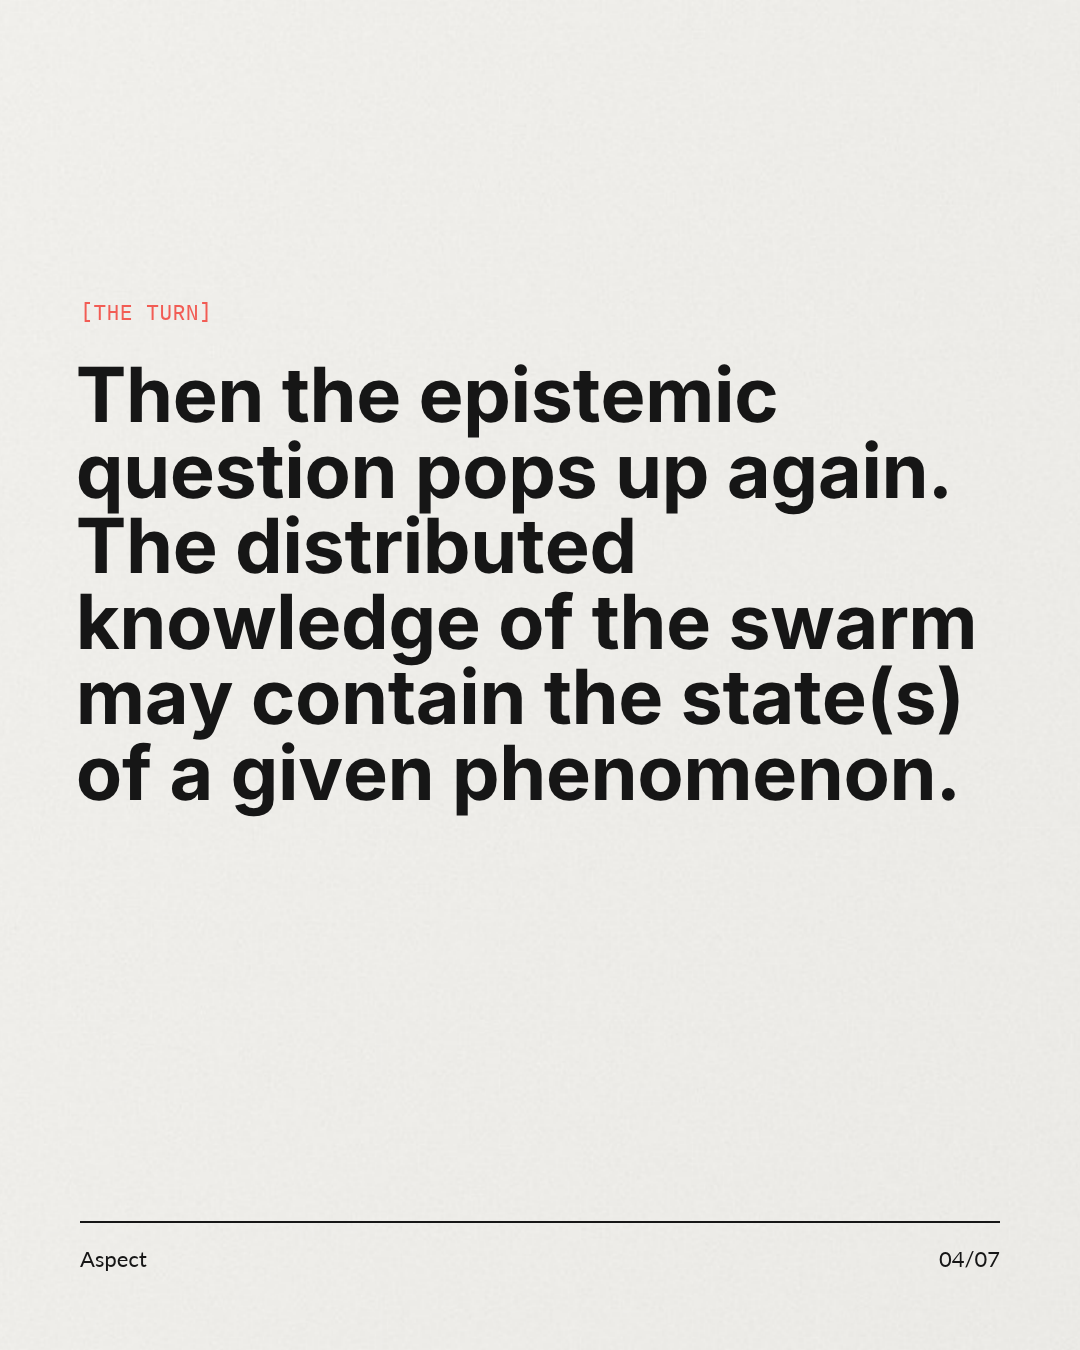 [THE TURN]
Then the epistemic
question pops up again.
The distributed
knowledge of the swarm
may contain the state(s)
of a given phenomenon.
Aspect
04/07